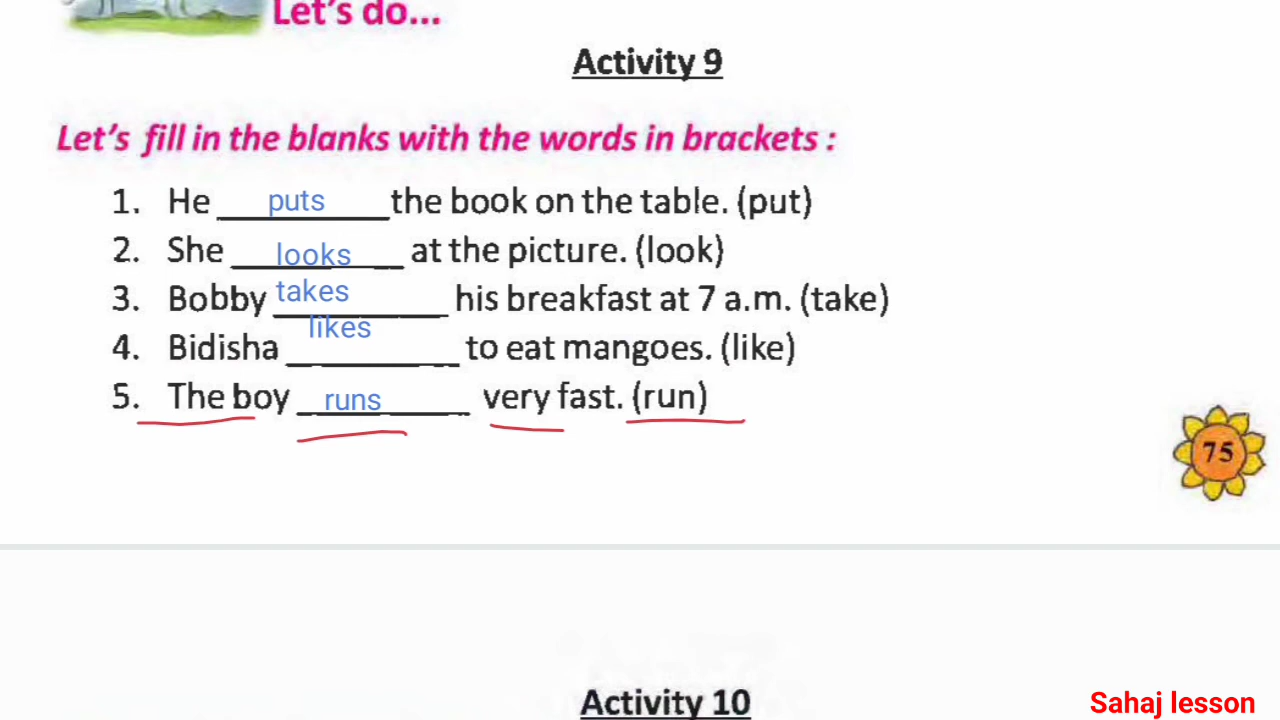 Let's do...
Activity 9
Let's fill in the blanks with the words in brackets :
1. He puts the book on the table. (put)
2. She looks at the picture. (look)
3. Bobby takes his breakfast at 7 a.m. (take)
4. Bidisha likes to eat mangoes. (like)
5. The boy runs very fast. (run)
75
Activity 10
Sahaj lesson